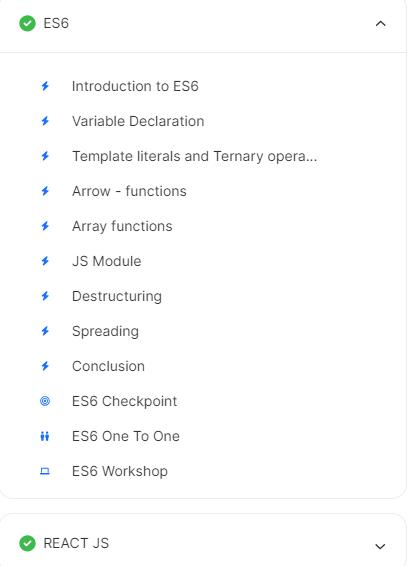 ES6
Introduction to ES6
Variable Declaration
Template literals and Ternary opera...
Arrow - functions
Array functions
JS Module
Destructuring
Spreading
Conclusion
ES6 Checkpoint
ES6 One To One
ES6 Workshop
REACT JS